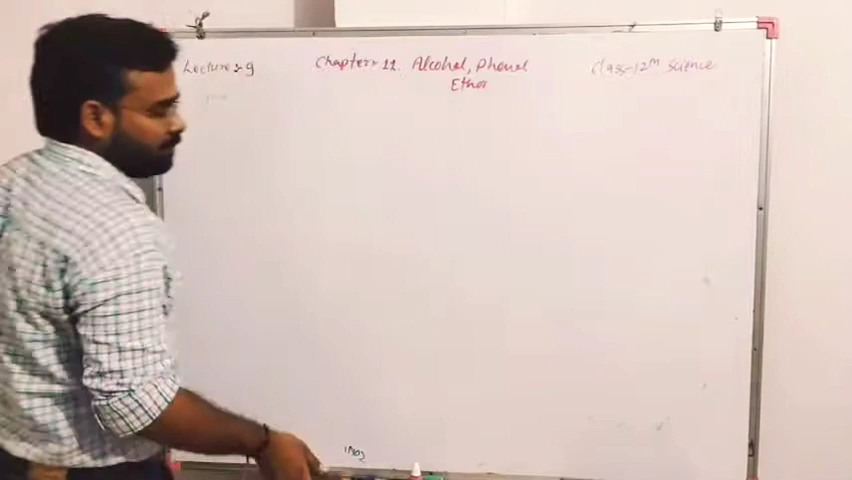 Lecture:-9
Chapter:- 11. Alcohol, Phenol
Ether
Class-12th Science